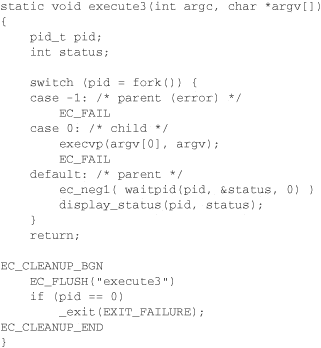 static void execute3(int argc, char *argv[])
{
    pid_t pid;
    int status;

    switch (pid = fork()) {
    case -1: /* parent (error) */
        EC_FAIL
    case 0: /* child */
        execvp(argv[0], argv);
        EC_FAIL
    default: /* parent */
        ec_neg1( waitpid(pid, &status, 0) )
        display_status(pid, status);
    }
    return;

EC_CLEANUP_BGN
    EC_FLUSH("execute3")
    if (pid == 0)
        _exit(EXIT_FAILURE);
EC_CLEANUP_END
}